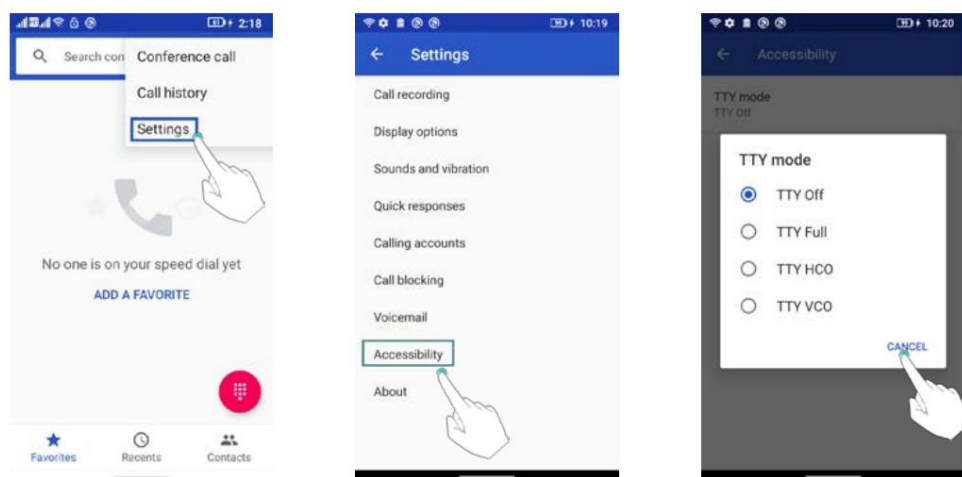 2:18
Search con
Conference call
Call history
Settings
No one is on your speed dial yet
ADD A FAVORITE
Favorites
Recents
Contacts
10:19
Settings
Call recording
Display options
Sounds and vibration
Quick responses
Calling accounts
Call blocking
Voicemail
Accessibility
About
10:20
Accessibility
TTY mode
TTY Off
TTY mode
TTY Off
TTY Full
TTY HCO
TTY VCO
CANCEL